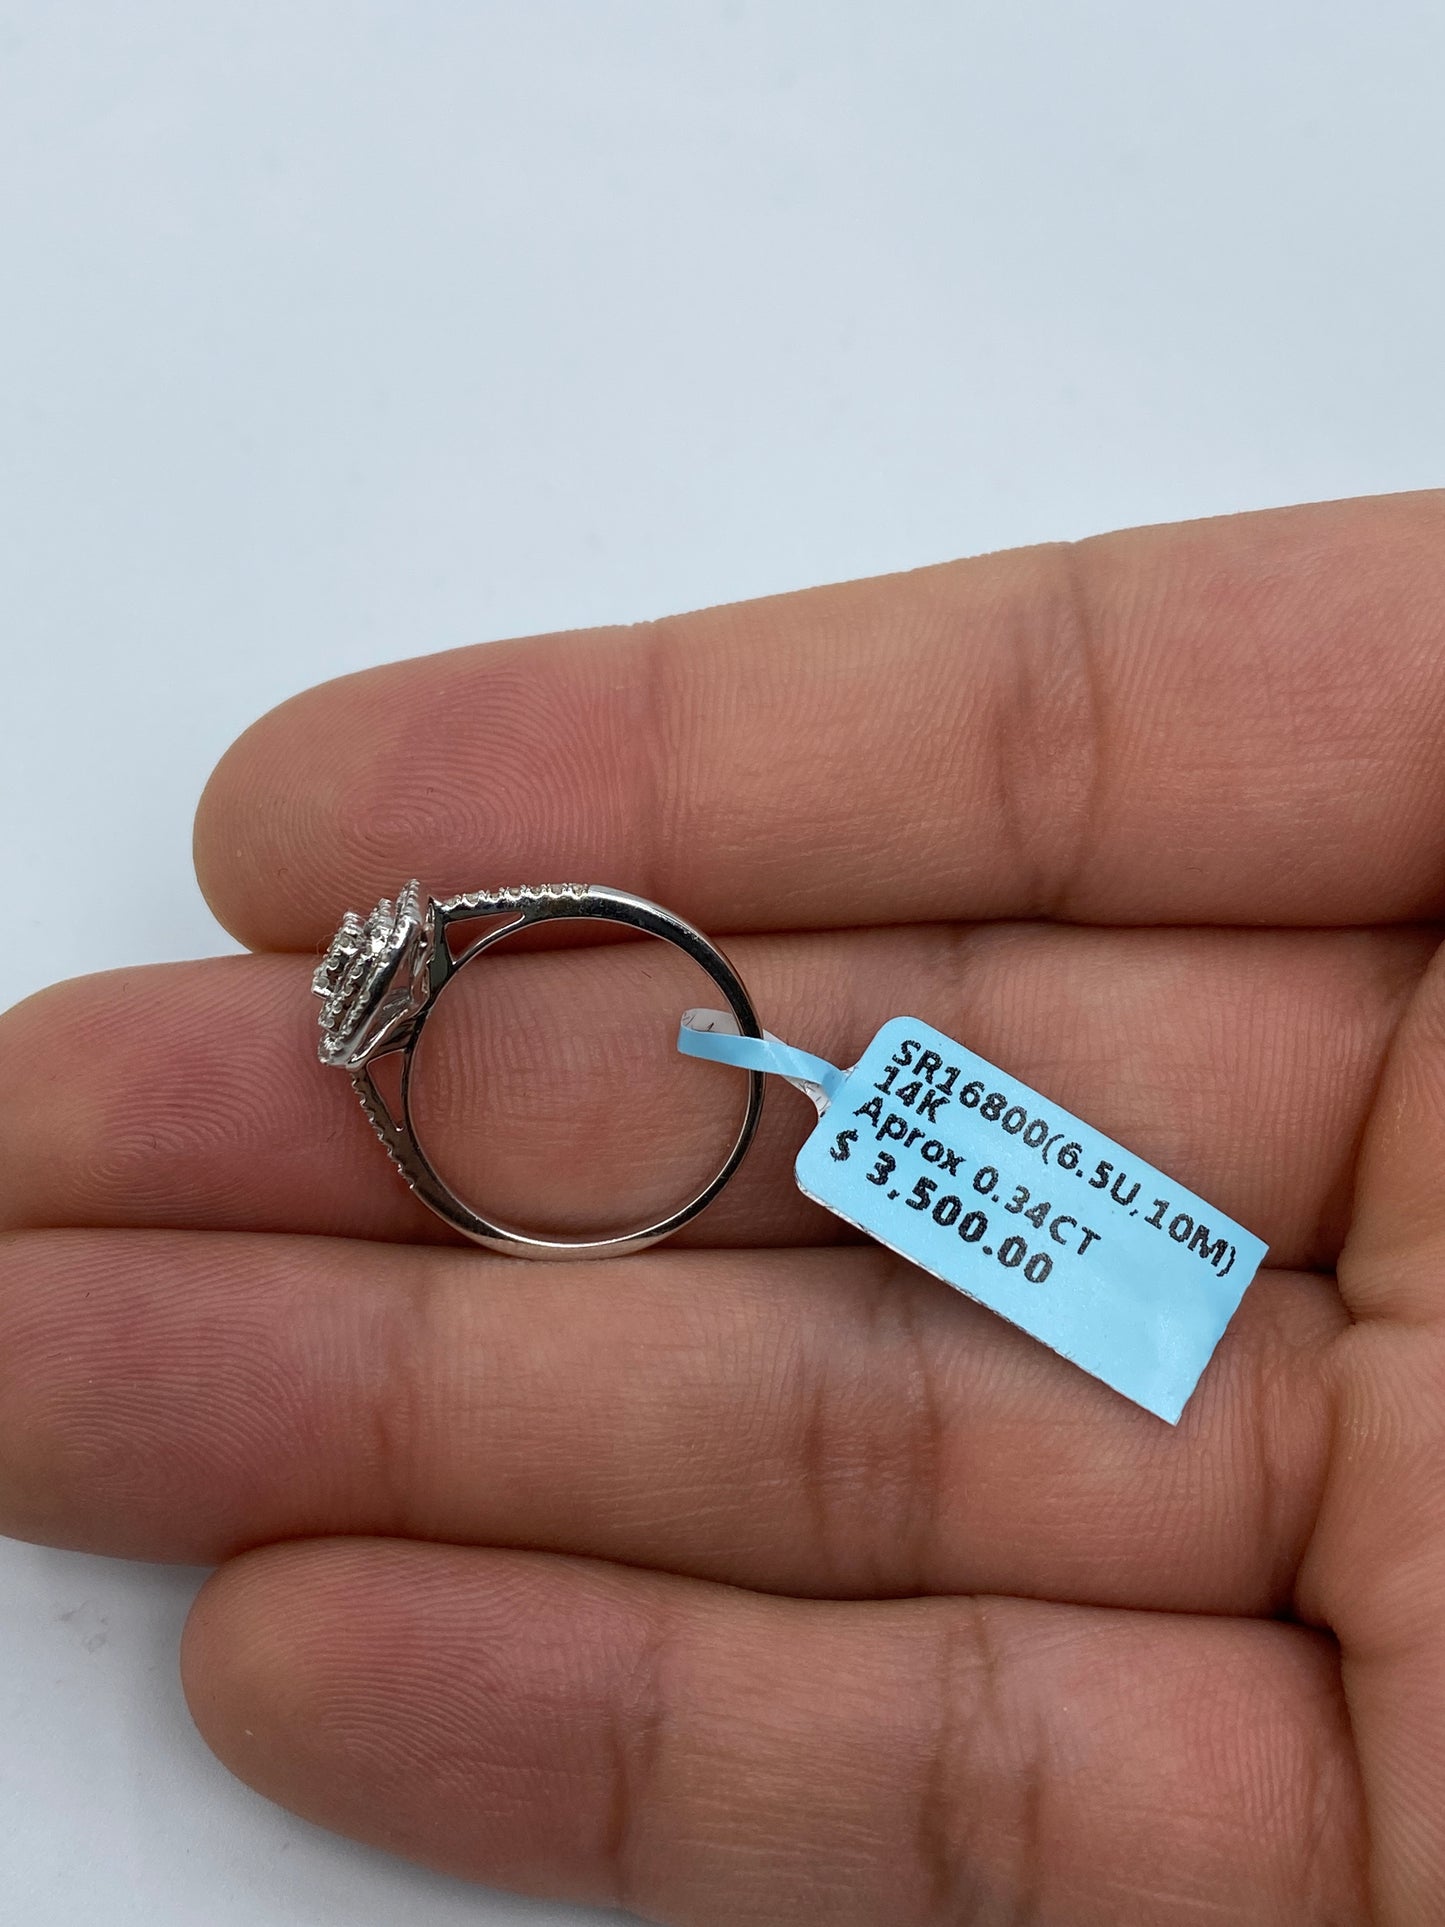 SR16800(6.5U,10M)
14K
Aprox 0.34CT
$ 3,500.00